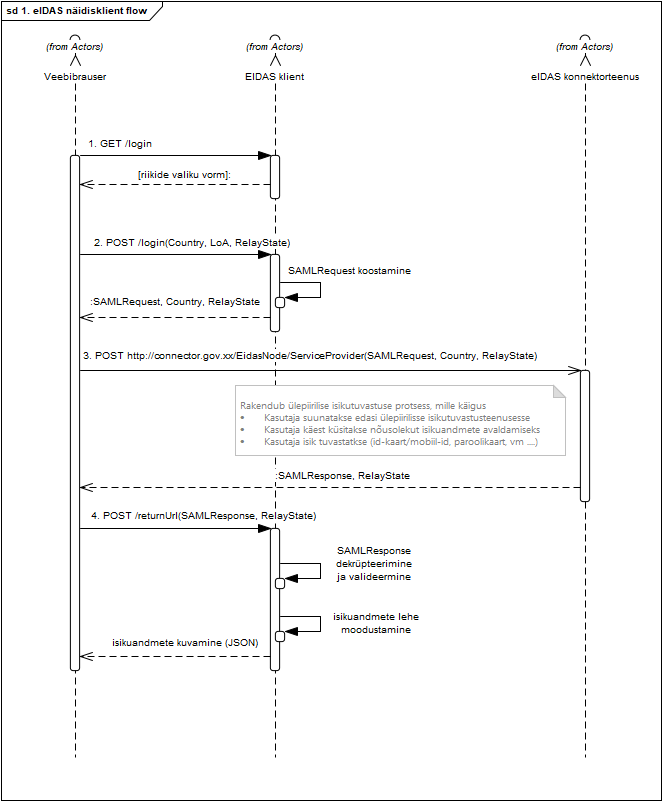 sd 1. eIDAS näidisklient flow
(from Actors)
(from Actors)
(from Actors)
Veebibrauser
EIDAS klient
eIDAS konnektorteenus
1. GET /login
[riikide valiku vorm]:
2. POST /login(Country, LoA, RelayState)
SAMLRequest koostamine
:SAMLRequest, Country, RelayState
3. POST http://connector.gov.xx/EidasNode/ServiceProvider(SAMLRequest, Country, RelayState)
Rakendub ülepiirilise isikutuvastuse protsess, mille käigus
• Kasutaja suunatakse edasi ülepiirilise isikutuvastusteenusesse
• Kasutaja käest küsitakse nõusolekut isikuandmete avaldamiseks
• Kasutaja isik tuvastatkse (id-kaart/mobiil-id, paroolikaart, vm ....)
:SAMLResponse, RelayState
4. POST /returnUrl(SAMLResponse, RelayState)
SAMLResponse
dekrüpteerimine
ja valideermine
isikuandmete lehe
moodustamine
isikuandmete kuvamine (JSON)